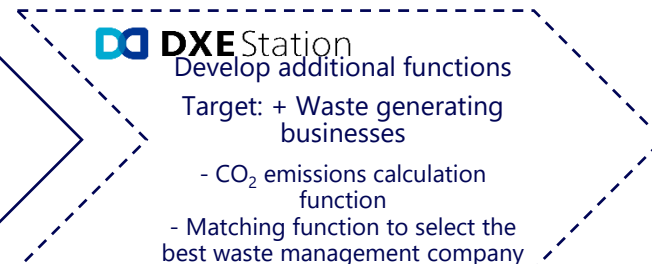 DXE Station
Develop additional functions
Target: + Waste generating
businesses
- CO₂ emissions calculation
function
- Matching function to select the
best waste management company